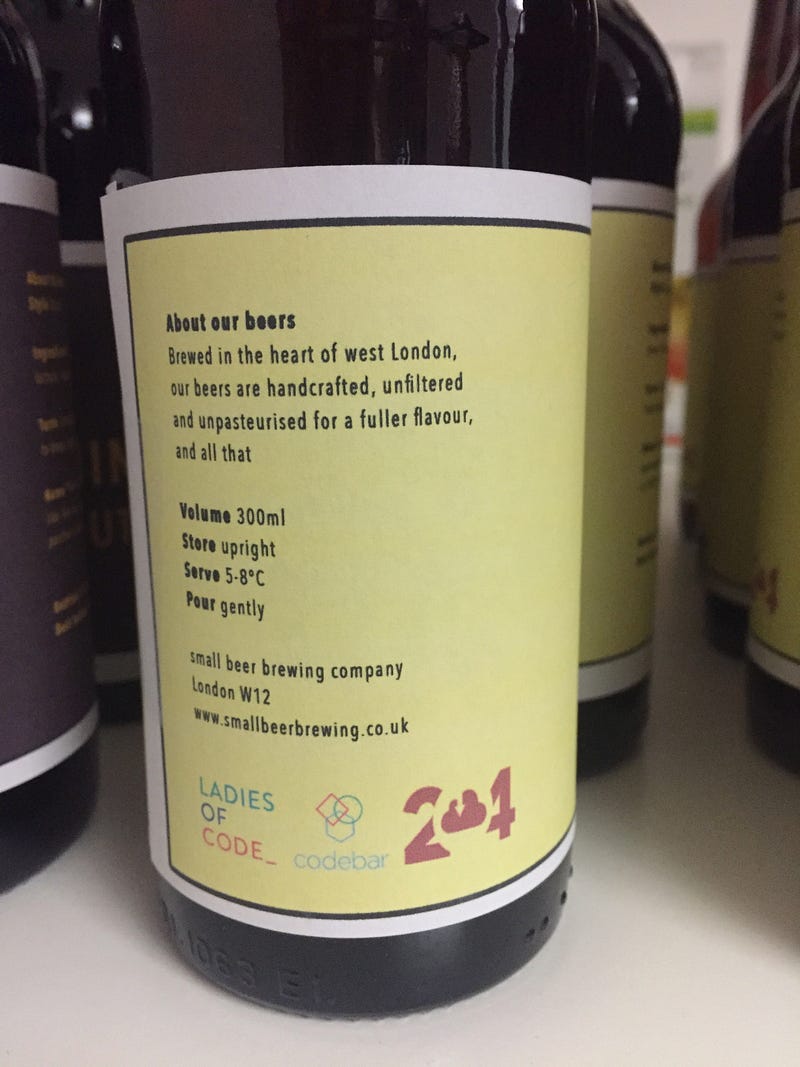 About our beers
Brewed in the heart of west London,
our beers are handcrafted, unfiltered
and unpasteurised for a fuller flavour,
and all that
Volume 300ml
Store upright
Serve 5-8°C
Pour gently
small beer brewing company
London W12
www.smallbeerbrewing.co.uk
LADIES
OF
CODE_
codebar